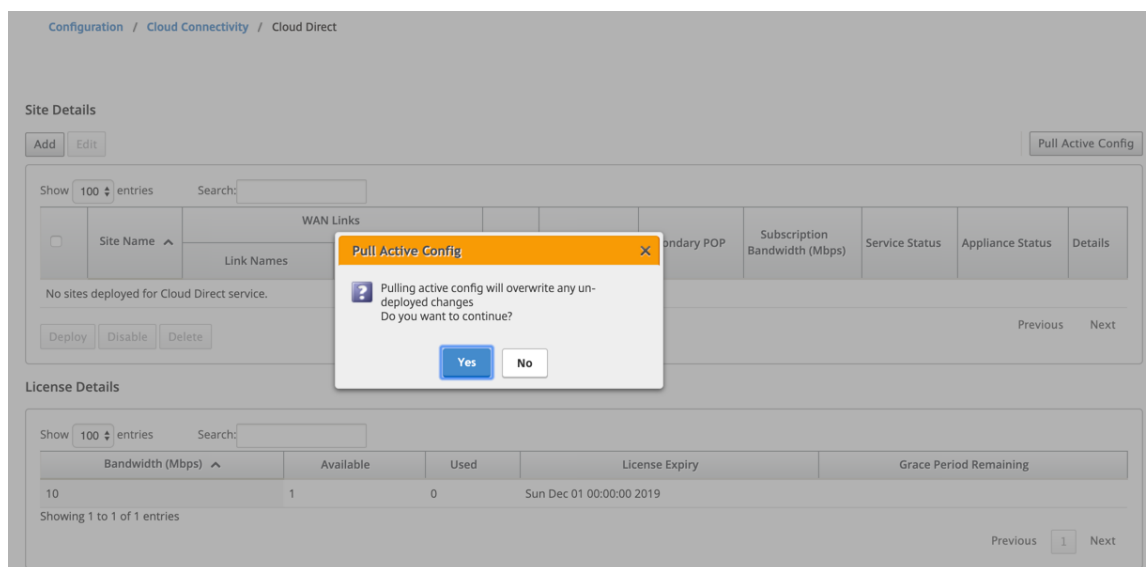 Configuration / Cloud Connectivity / Cloud Direct
Site Details
Add Edit Pull Active Config
Show 100 entries Search:
WAN Links
Site Name Link Names ondary POP Subscription Service Status Appliance Status Details
Bandwidth (Mbps)
No sites deployed for Cloud Direct service.
Deploy Disable Delete Previous Next
Pull Active Config
Pulling active config will overwrite any un-
deployed changes
Do you want to continue?
Yes No
License Details
Show 100 entries Search:
Bandwidth (Mbps) Available Used License Expiry Grace Period Remaining
10 1 0 Sun Dec 01 00:00:00 2019
Showing 1 to 1 of 1 entries
Previous 1 Next